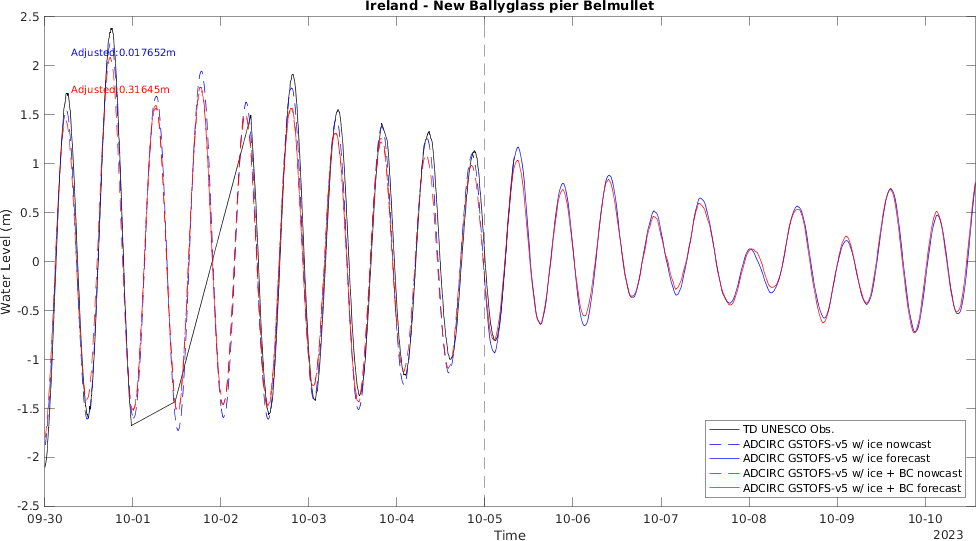 Ireland - New Ballyglass pier Belmullet
2.5
2
1.5
1
0.5
0
-0.5
-1
-1.5
-2
-2.5
Water Level (m)
Adjusted:0.017652m
Adjusted:0.31645m
TD UNESCO Obs.
ADCIRC GSTOFS-v5 w/ ice nowcast
ADCIRC GSTOFS-v5 w/ ice forecast
ADCIRC GSTOFS-v5 w/ ice + BC nowcast
ADCIRC GSTOFS-v5 w/ ice + BC forecast
09-30 10-01 10-02 10-03 10-04 10-05 10-06 10-07 10-08 10-09 10-10
Time
2023